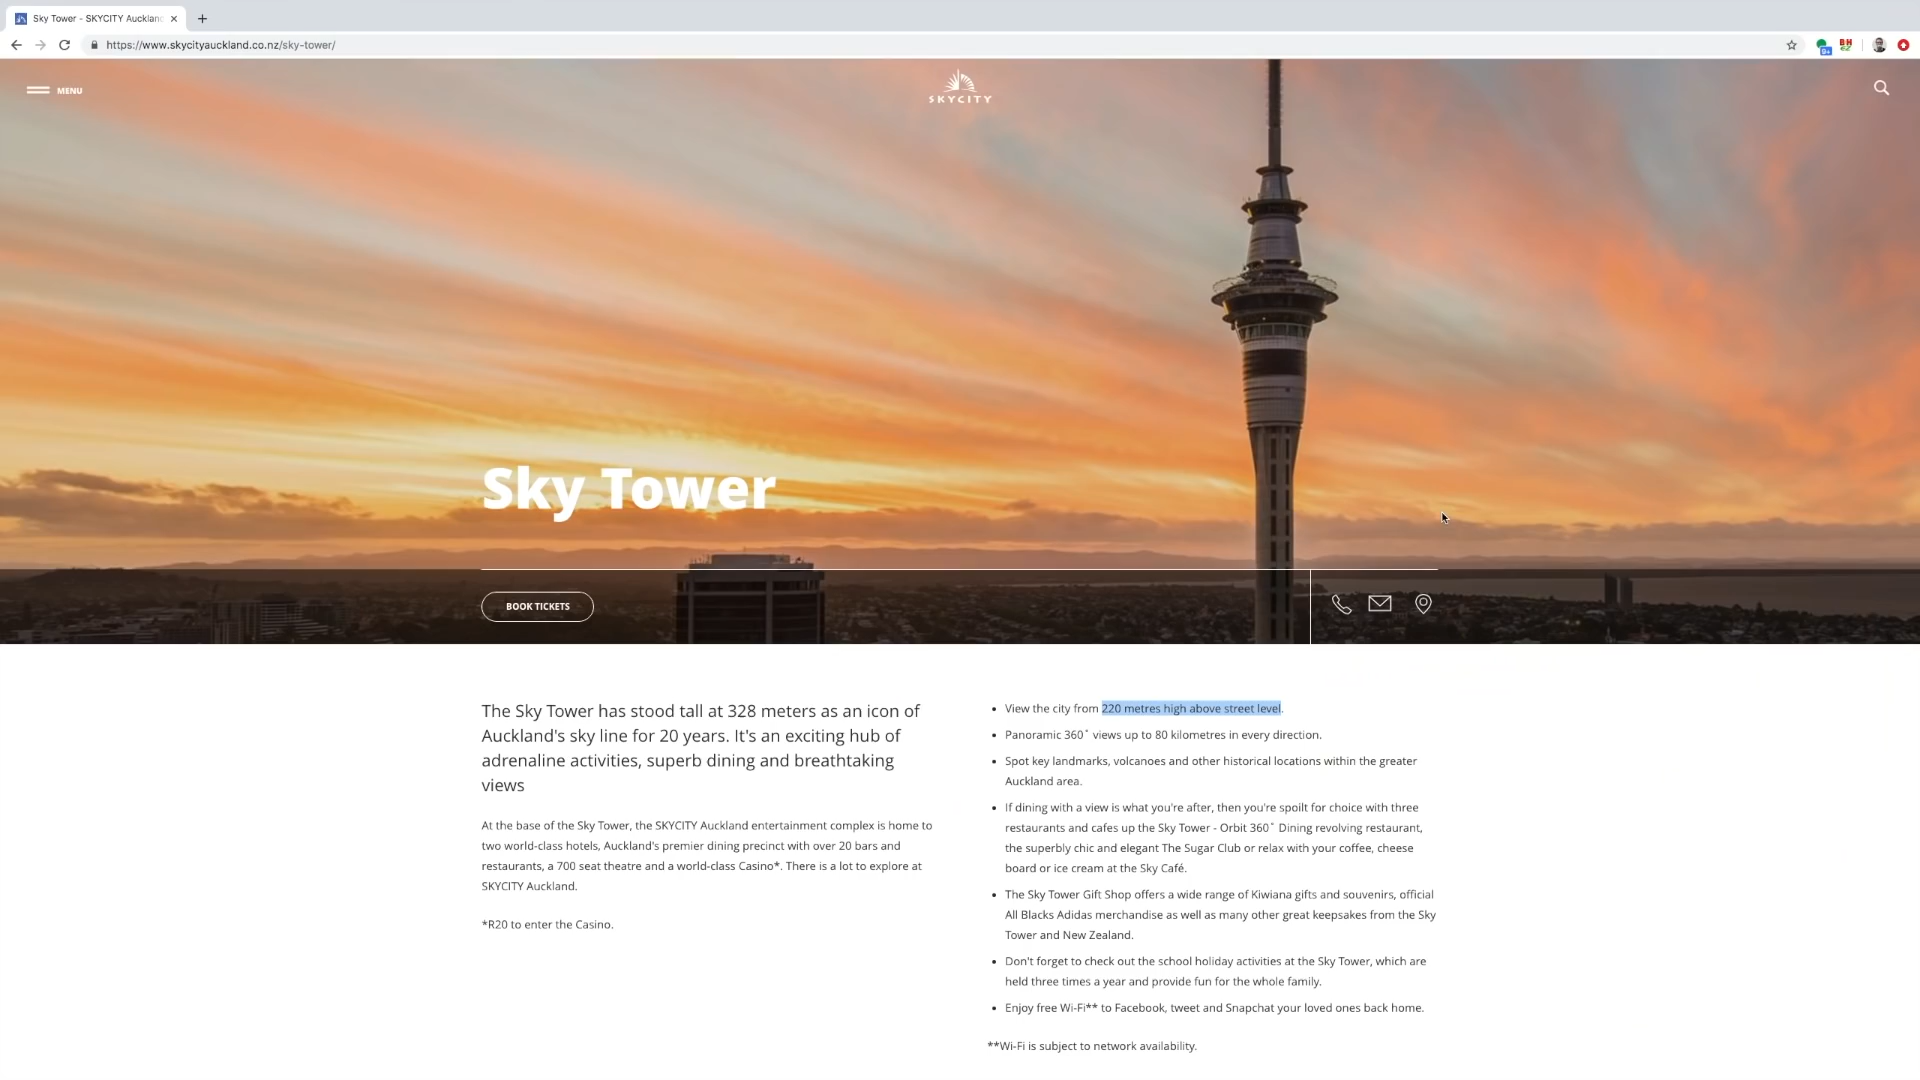 Sky Tower - SKYCITY Auckland
https://www.skycityauckland.co.nz/sky-tower/
MENU
SKYCITY
Sky Tower
BOOK TICKETS
The Sky Tower has stood tall at 328 meters as an icon of
Auckland's sky line for 20 years. It's an exciting hub of
adrenaline activities, superb dining and breathtaking
views
At the base of the Sky Tower, the SKYCITY Auckland entertainment complex is home to
two world-class hotels, Auckland's premier dining precinct with over 20 bars and
restaurants, a 700 seat theatre and a world-class Casino*. There is a lot to explore at
SKYCITY Auckland.
*R20 to enter the Casino.
• View the city from 220 metres high above street level.
• Panoramic 360˚ views up to 80 kilometres in every direction.
• Spot key landmarks, volcanoes and other historical locations within the greater
Auckland area.
• If dining with a view is what you're after, then you're spoilt for choice with three
restaurants and cafes up the Sky Tower - Orbit 360˚ Dining revolving restaurant,
the superbly chic and elegant The Sugar Club or relax with your coffee, cheese
board or ice cream at the Sky Café.
• The Sky Tower Gift Shop offers a wide range of Kiwiana gifts and souvenirs, official
All Blacks Adidas merchandise as well as many other great keepsakes from the Sky
Tower and New Zealand.
• Don't forget to check out the school holiday activities at the Sky Tower, which are
held three times a year and provide fun for the whole family.
• Enjoy free Wi-Fi** to Facebook, tweet and Snapchat your loved ones back home.
**Wi-Fi is subject to network availability.